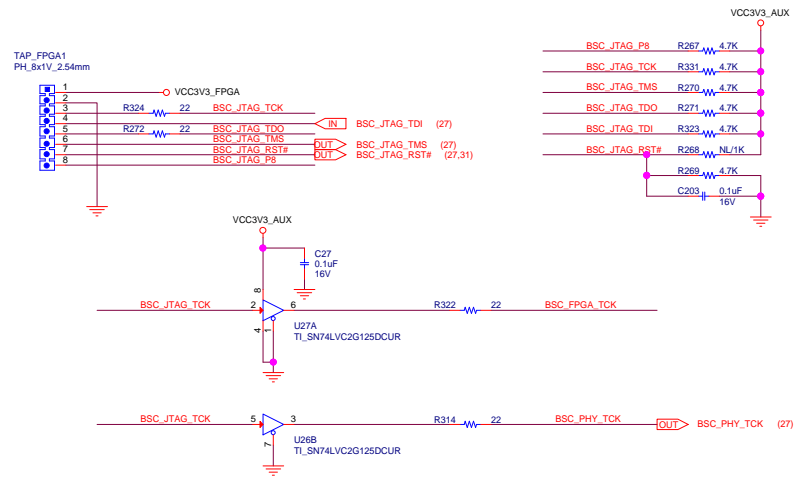 VCC3V3_AUX
BSC_JTAG_P8 R267 4.7K
BSC_JTAG_TCK R331 4.7K
BSC_JTAG_TMS R270 4.7K
BSC_JTAG_TDO R271 4.7K
BSC_JTAG_TDI R323 4.7K
BSC_JTAG_RST# R268 NL/1K
R269 4.7K
C203 0.1uF
16V
TAP_FPGA1
PH_8x1V_2.54mm
1 VCC3V3_FPGA
2
3 R324 22 BSC_JTAG_TCK
4 IN BSC_JTAG_TDI (27)
5 R272 22 BSC_JTAG_TDO
6 BSC_JTAG_TMS OUT BSC_JTAG_TMS (27)
7 BSC_JTAG_RST# OUT BSC_JTAG_RST# (27,31)
8 BSC_JTAG_P8
VCC3V3_AUX
C27
0.1uF
16V
8
BSC_JTAG_TCK 2 6 R322 22 BSC_FPGA_TCK
4 1
U27A
TI_SN74LVC2G125DCUR
BSC_JTAG_TCK 5 3 R314 22 BSC_PHY_TCK OUT BSC_PHY_TCK (27)
7
U26B
TI_SN74LVC2G125DCUR